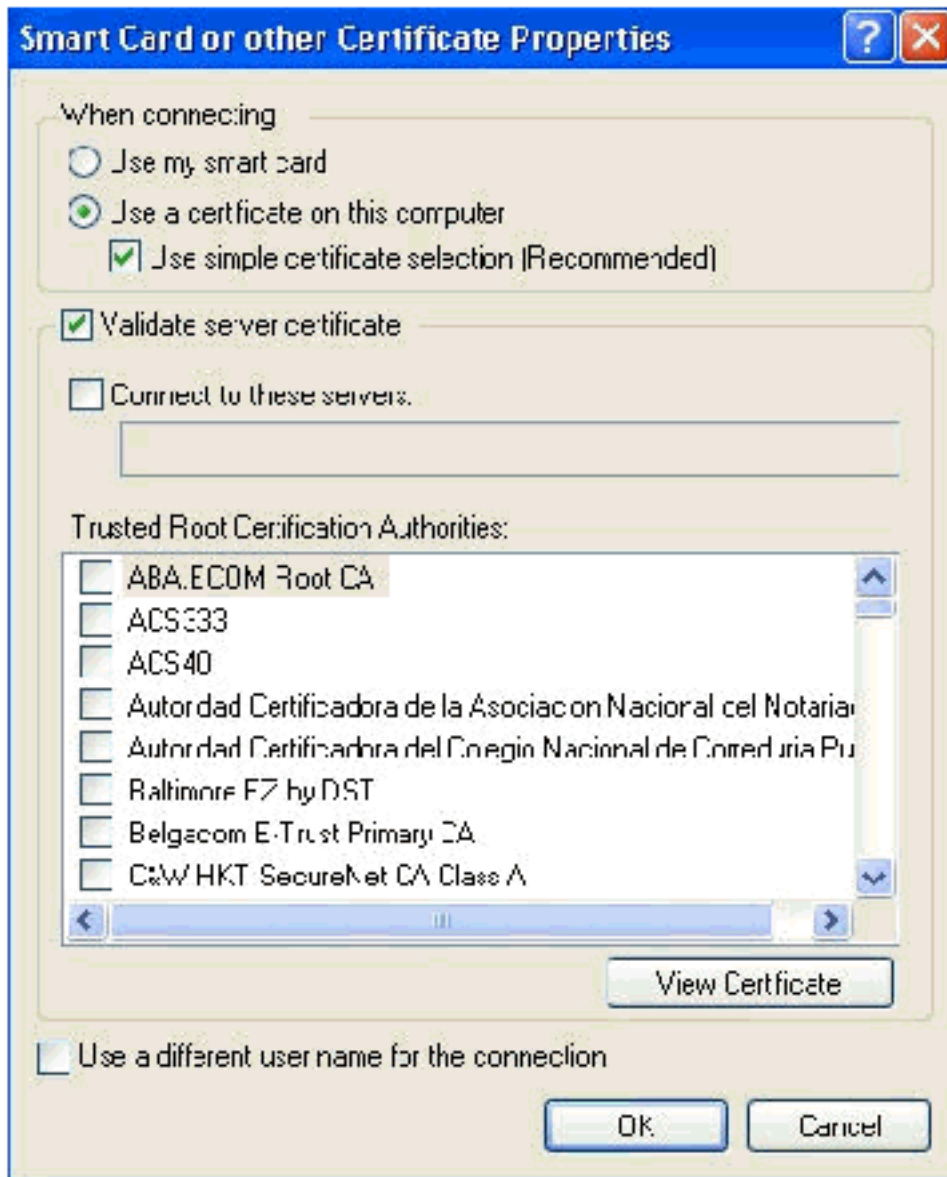 Smart Card or other Certificate Properties
When connecting
Use my smart card
Use a certificate on this computer
Use simple certificate selection (Recommended)
Validate server certificate
Connect to these servers:
Trusted Root Certification Authorities:
ABA.ECOM Root CA
ACS333
ACS40
Autoridad Certificadora de la Asociacion Nacional del Notaria
Autoridad Certificadora del Colegio Nacional de Correduria Pu
Baltimore EZ by DST
Belgacom E-Trust Primary CA
C&W HKT SecureNet CA Class A
View Certificate
Use a different user name for the connection
OK Cancel